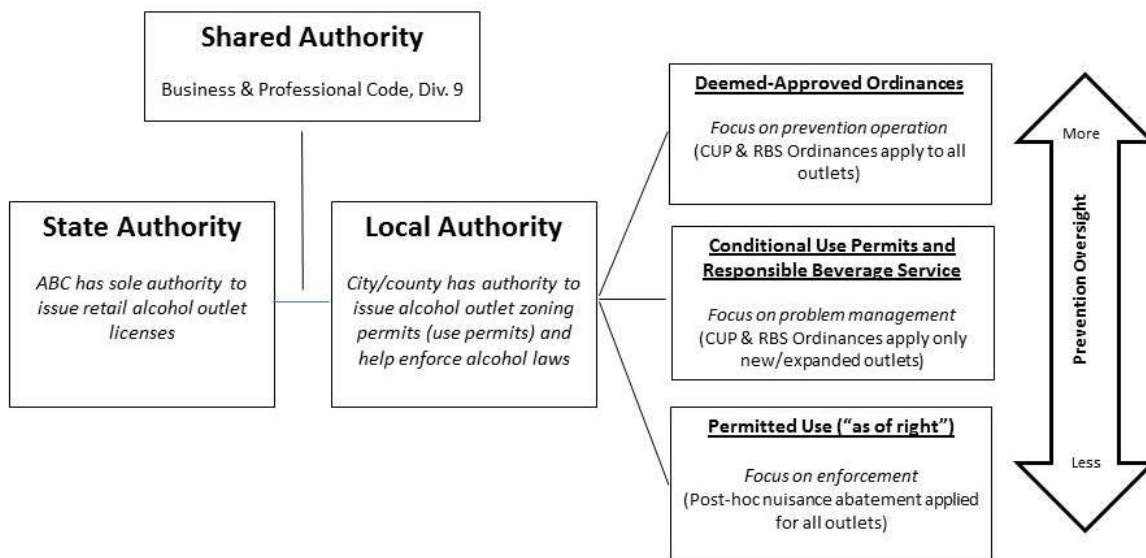 Shared Authority
Business & Professional Code, Div. 9
State Authority
ABC has sole authority to
issue retail alcohol outlet
licenses
Local Authority
City/county has authority to
issue alcohol outlet zoning
permits (use permits) and
help enforce alcohol laws
Deemed-Approved Ordinances
Focus on prevention operation
(CUP & RBS Ordinances apply to all
outlets)
Conditional Use Permits and
Responsible Beverage Service
Focus on problem management
(CUP & RBS Ordinances apply only
new/expanded outlets)
Permitted Use (“as of right”)
Focus on enforcement
(Post-hoc nuisance abatement applied
for all outlets)
More
Prevention Oversight
Less